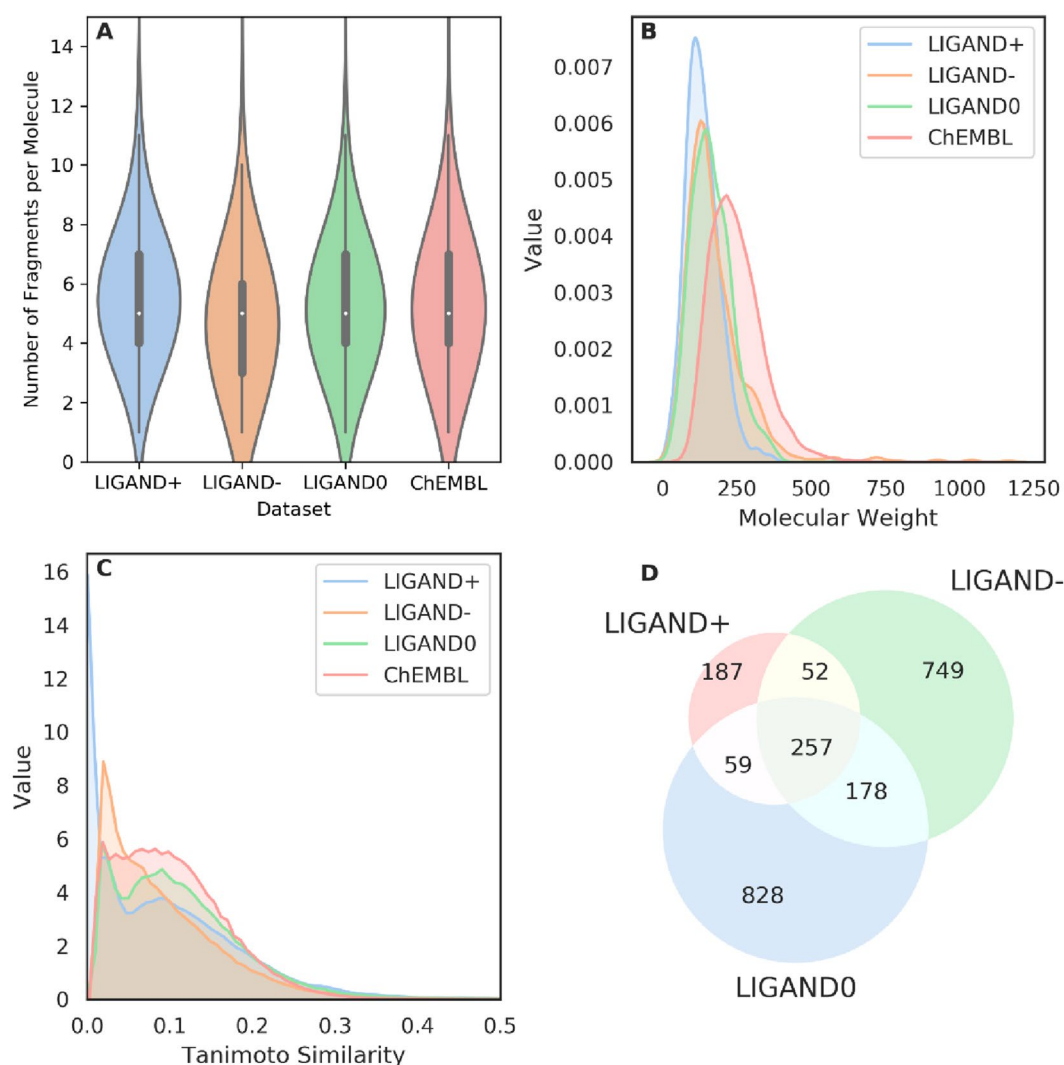 A
Number of Fragments per Molecule
14
12
10
8
6
4
2
0
LIGAND+ LIGAND- LIGAND0 ChEMBL
Dataset
B
LIGAND+
LIGAND-
LIGAND0
ChEMBL
Value
0.007
0.006
0.005
0.004
0.003
0.002
0.001
0.000
0 250 500 750 1000 1250
Molecular Weight
C
LIGAND+
LIGAND-
LIGAND0
ChEMBL
Value
16
14
12
10
8
6
4
2
0
0.0 0.1 0.2 0.3 0.4 0.5
Tanimoto Similarity
D
LIGAND-
LIGAND+
187 52 749
257
59
178
828
LIGAND0